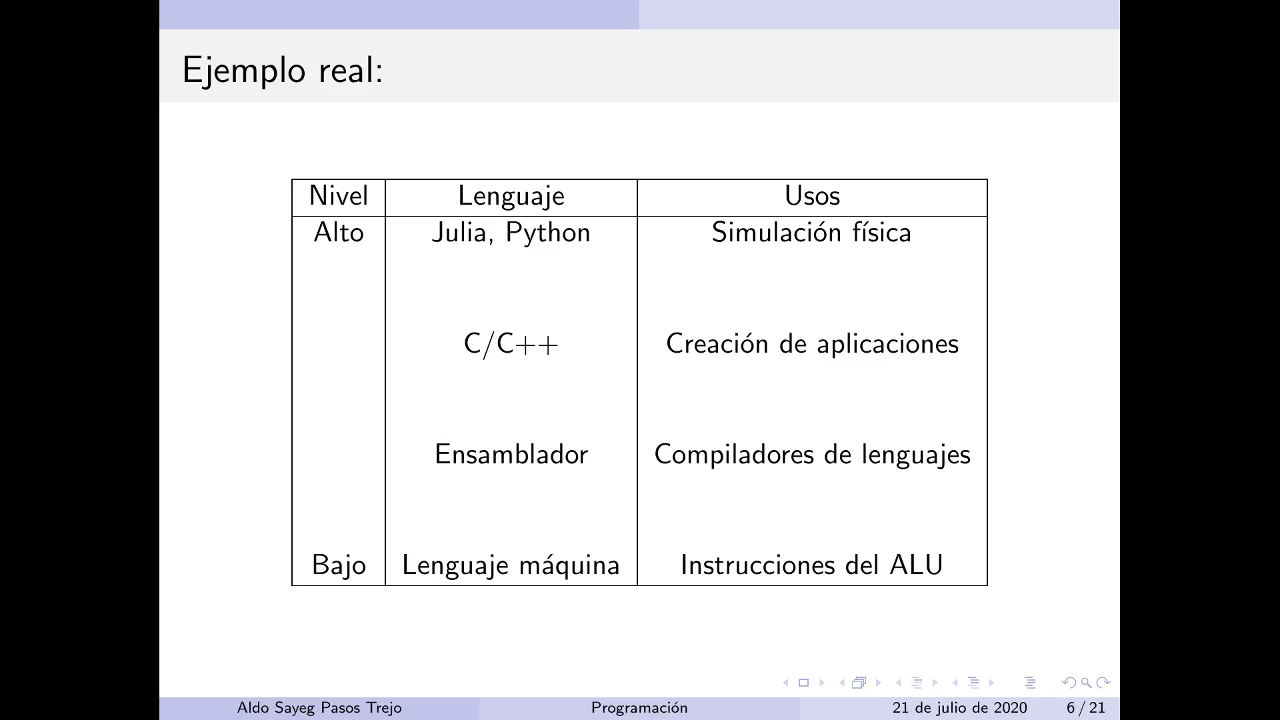 Ejemplo real:
Nivel Lenguaje Usos
Alto Julia, Python Simulación física
C/C++ Creación de aplicaciones
Ensamblador Compiladores de lenguajes
Bajo Lenguaje máquina Instrucciones del ALU
Aldo Sayeg Pasos Trejo Programación 21 de julio de 2020 6 / 21